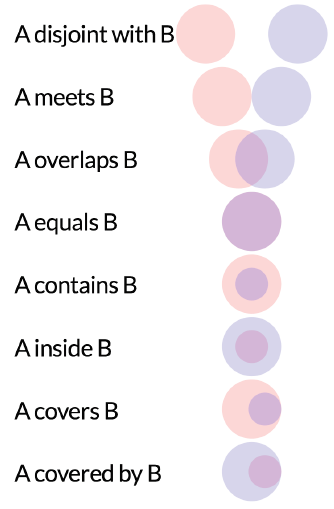 A disjoint with B
A meets B
A overlaps B
A equals B
A contains B
A inside B
A covers B
A covered by B